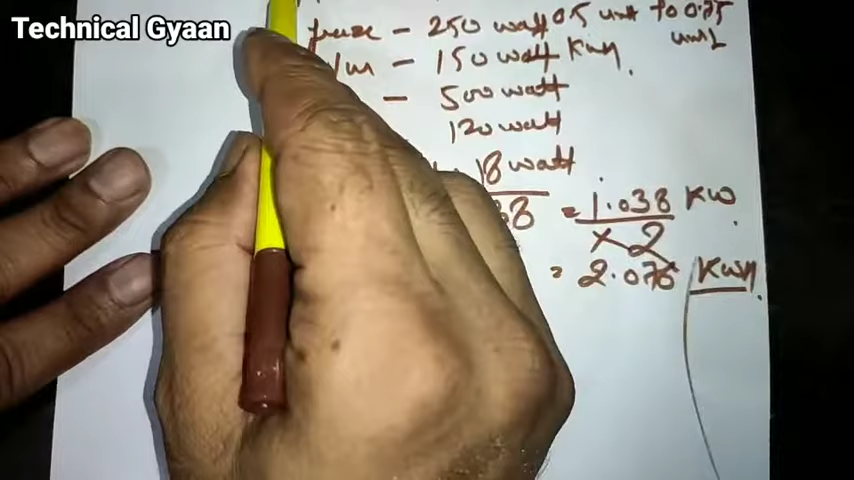 Technical Gyaan
- 250 watt 0.5 unit to 0.75
unit
/m - 150 watt KWH
- 500 watt
120 watt
18 watt
38 = 1.038 KW
× 2
= 2.076 KWH